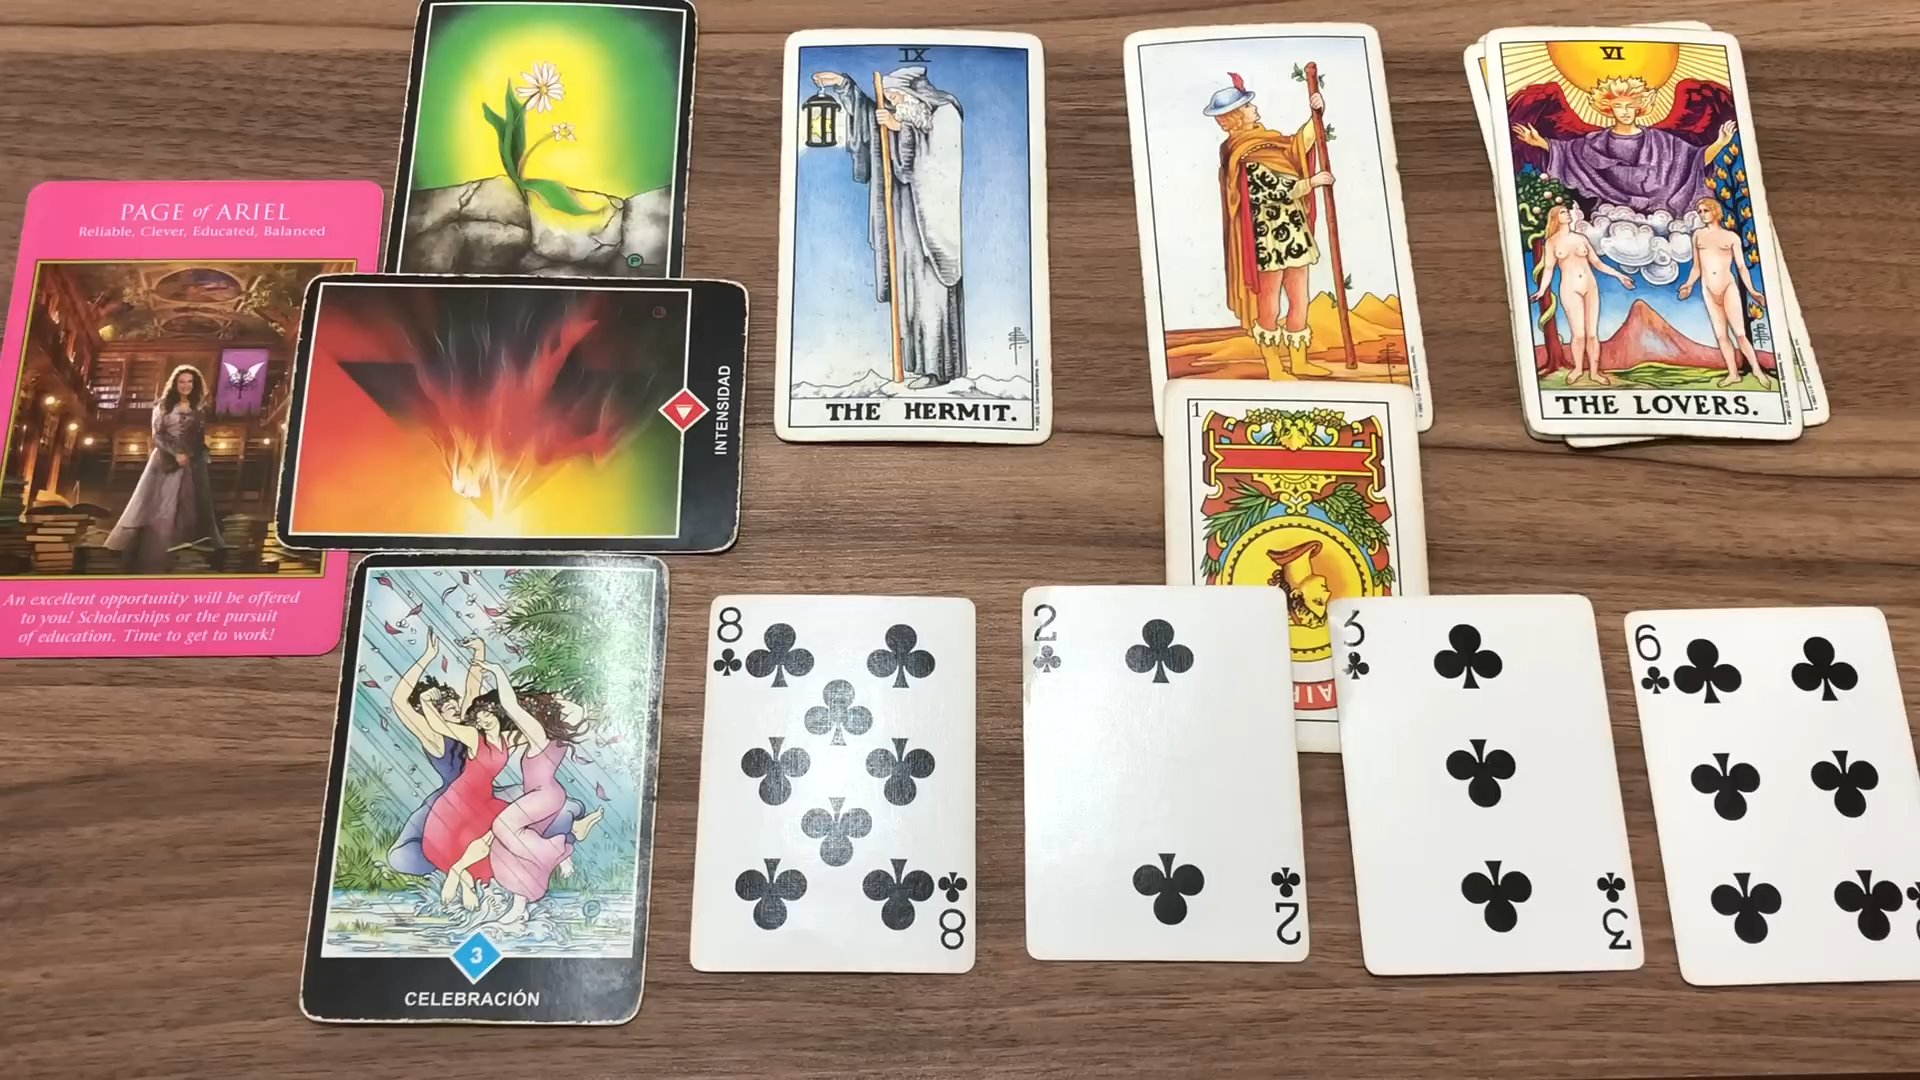 PAGE of ARIEL
Reliable, Clever, Educated, Balanced
An excellent opportunity will be offered
to you! Scholarships or the pursuit
of education. Time to get to work!
P
INTENSIDAD
3
CELEBRACIÓN
P
IX
THE HERMIT.
1
VI
THE LOVERS.
8
8
2
2
3
3
6